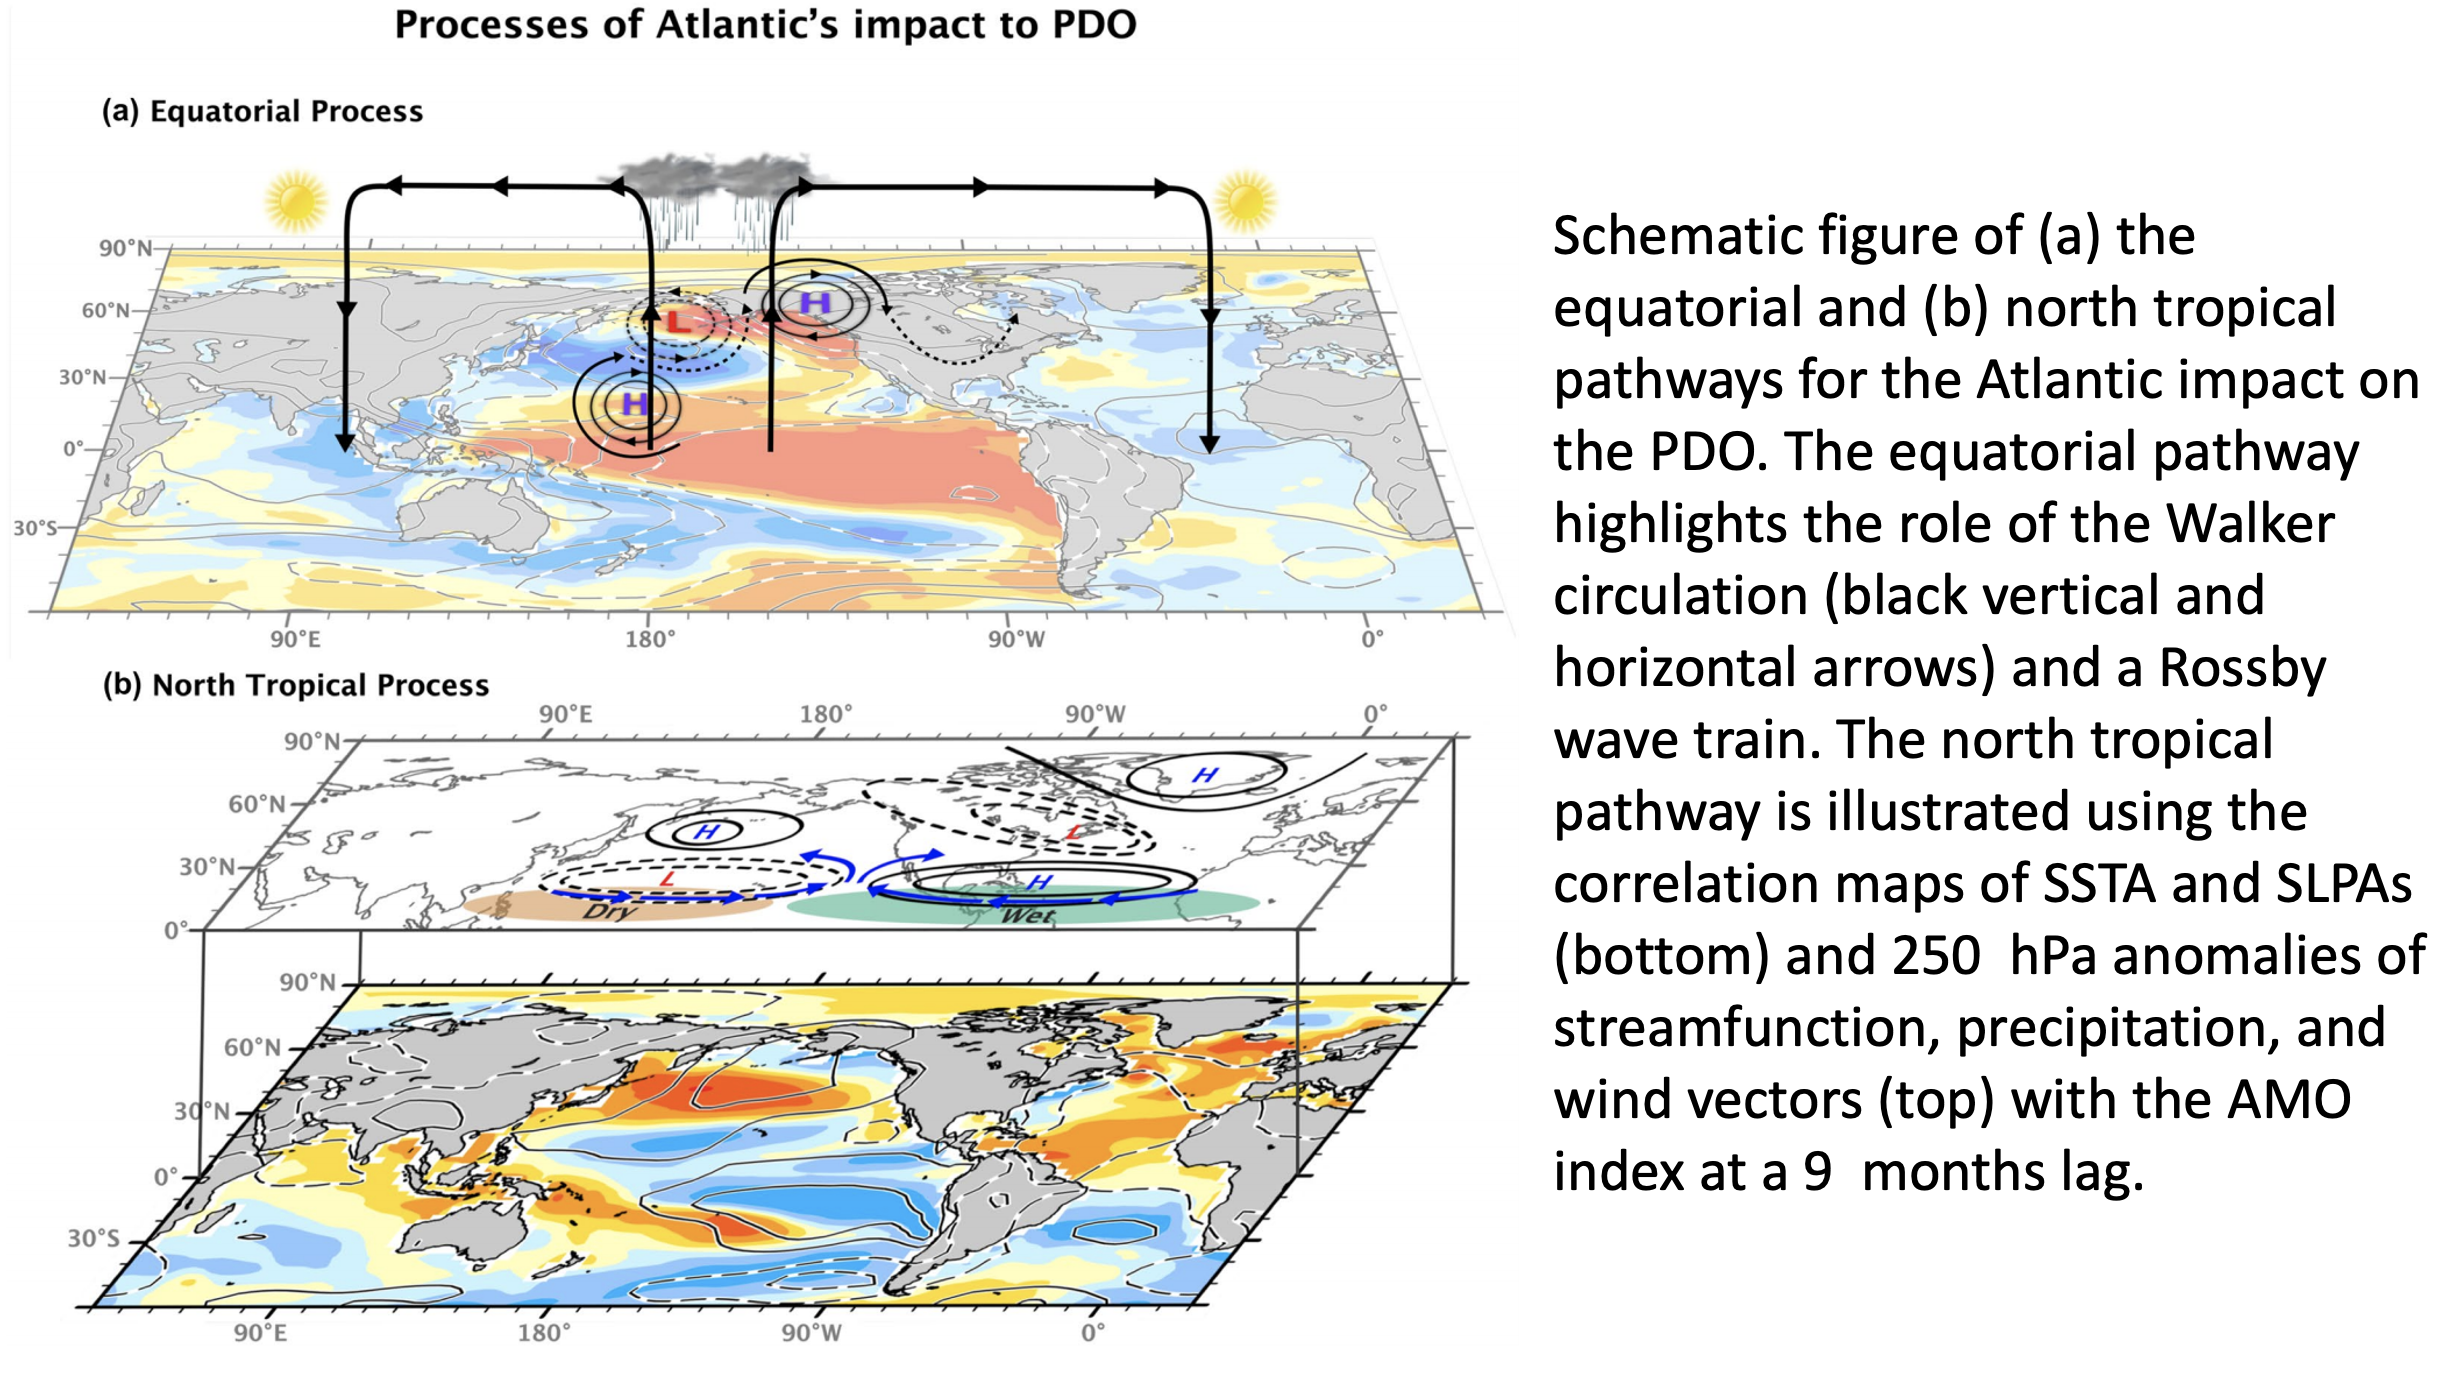 Processes of Atlantic's impact to PDO
(a) Equatorial Process
90°N
60°N
30°N
0°
30°S
L
H
H
90°E 180° 90°W 0°
(b) North Tropical Process
90°E 180° 90°W 0°
90°N
60°N
30°N
0°
H
H
L
L
H
Dry
Wet
90°N
60°N
30°N
0°
30°S
90°E 180° 90°W 0°
Schematic figure of (a) the
equatorial and (b) north tropical
pathways for the Atlantic impact on
the PDO. The equatorial pathway
highlights the role of the Walker
circulation (black vertical and
horizontal arrows) and a Rossby
wave train. The north tropical
pathway is illustrated using the
correlation maps of SSTA and SLPAs
(bottom) and 250  hPa anomalies of
streamfunction, precipitation, and
wind vectors (top) with the AMO
index at a 9  months lag.